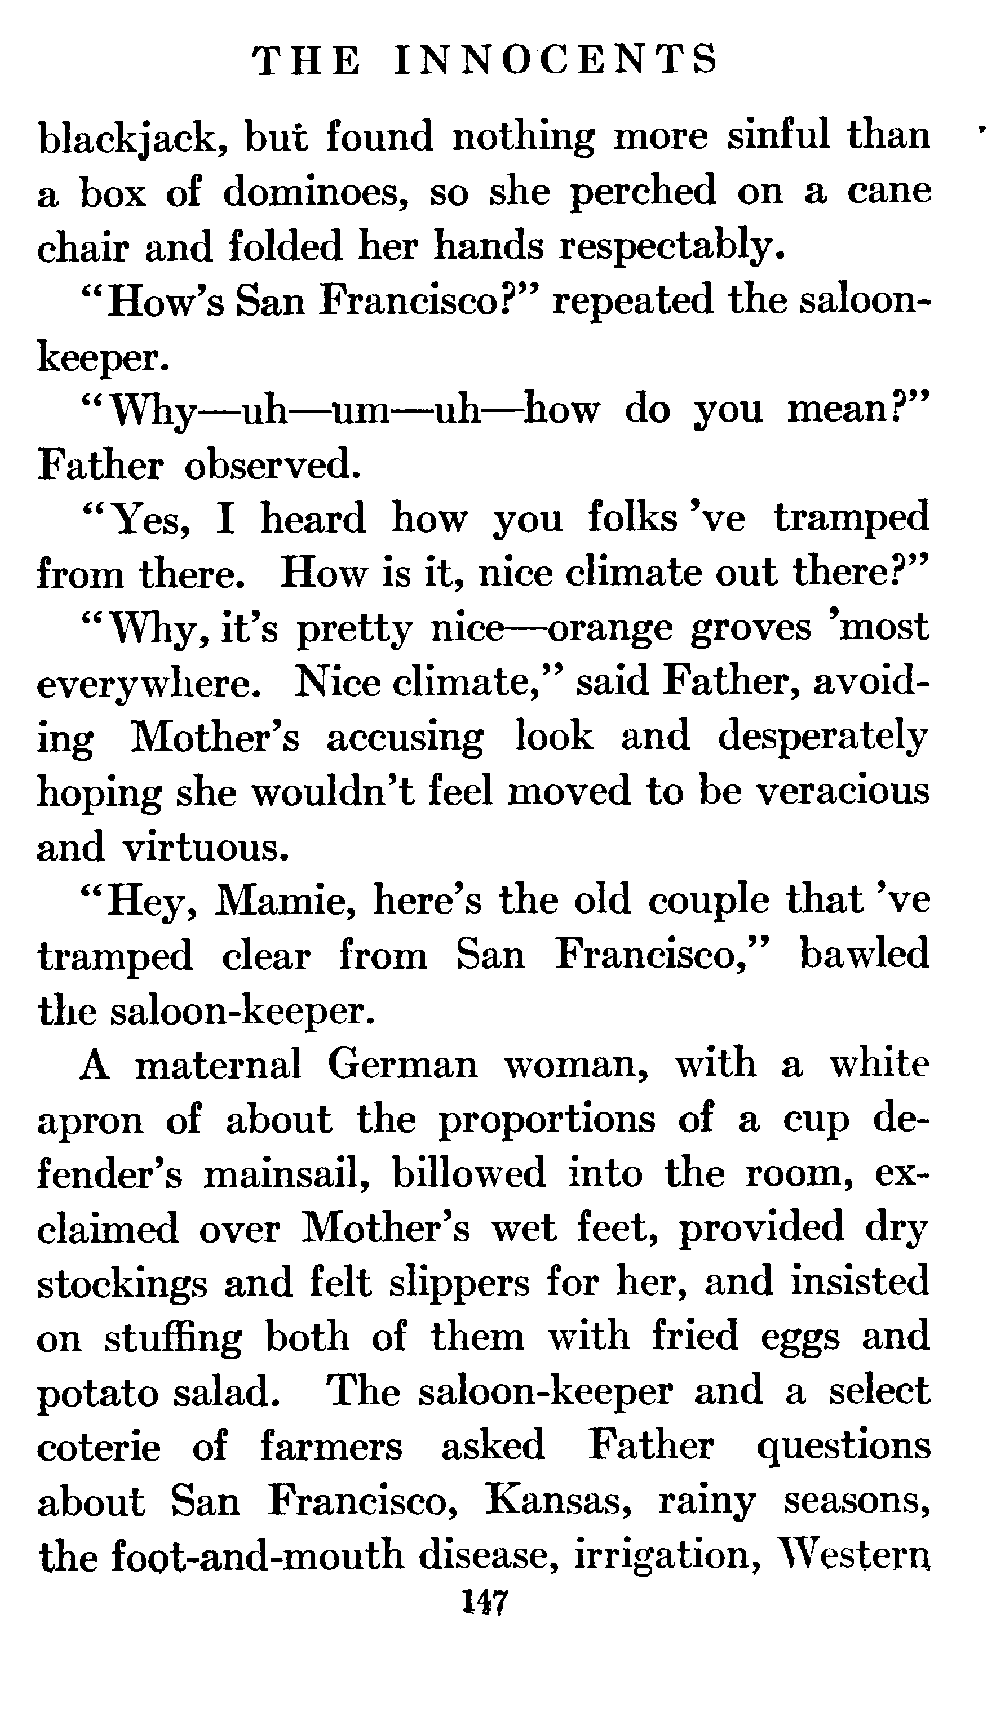 THE INNOCENTS
blackjack, but found nothing more sinful than
a box of dominoes, so she perched on a cane
chair and folded her hands respectably.
"How's San Francisco?" repeated the saloon-
keeper.
"Why—uh—um—uh—how do you mean?"
Father observed.
"Yes, I heard how you folks 've tramped
from there. How is it, nice climate out there?"
"Why, it's pretty nice—orange groves 'most
everywhere. Nice climate," said Father, avoid-
ing Mother's accusing look and desperately
hoping she wouldn't feel moved to be veracious
and virtuous.
"Hey, Mamie, here's the old couple that 've
tramped clear from San Francisco," bawled
the saloon-keeper.
A maternal German woman, with a white
apron of about the proportions of a cup de-
fender's mainsail, billowed into the room, ex-
claimed over Mother's wet feet, provided dry
stockings and felt slippers for her, and insisted
on stuffing both of them with fried eggs and
potato salad. The saloon-keeper and a select
coterie of farmers asked Father questions
about San Francisco, Kansas, rainy seasons,
the foot-and-mouth disease, irrigation, Western
147